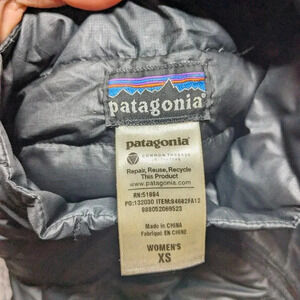 patagonia
patagonia
COMMON THREADS
Repair, Reuse, Recycle
This Product
www.patagonia.com
RN:51884
PO:132030 ITEM:84682FA12
888052069523
Made in CHINA
Fabriqué EN CHINE
WOMEN'S
XS